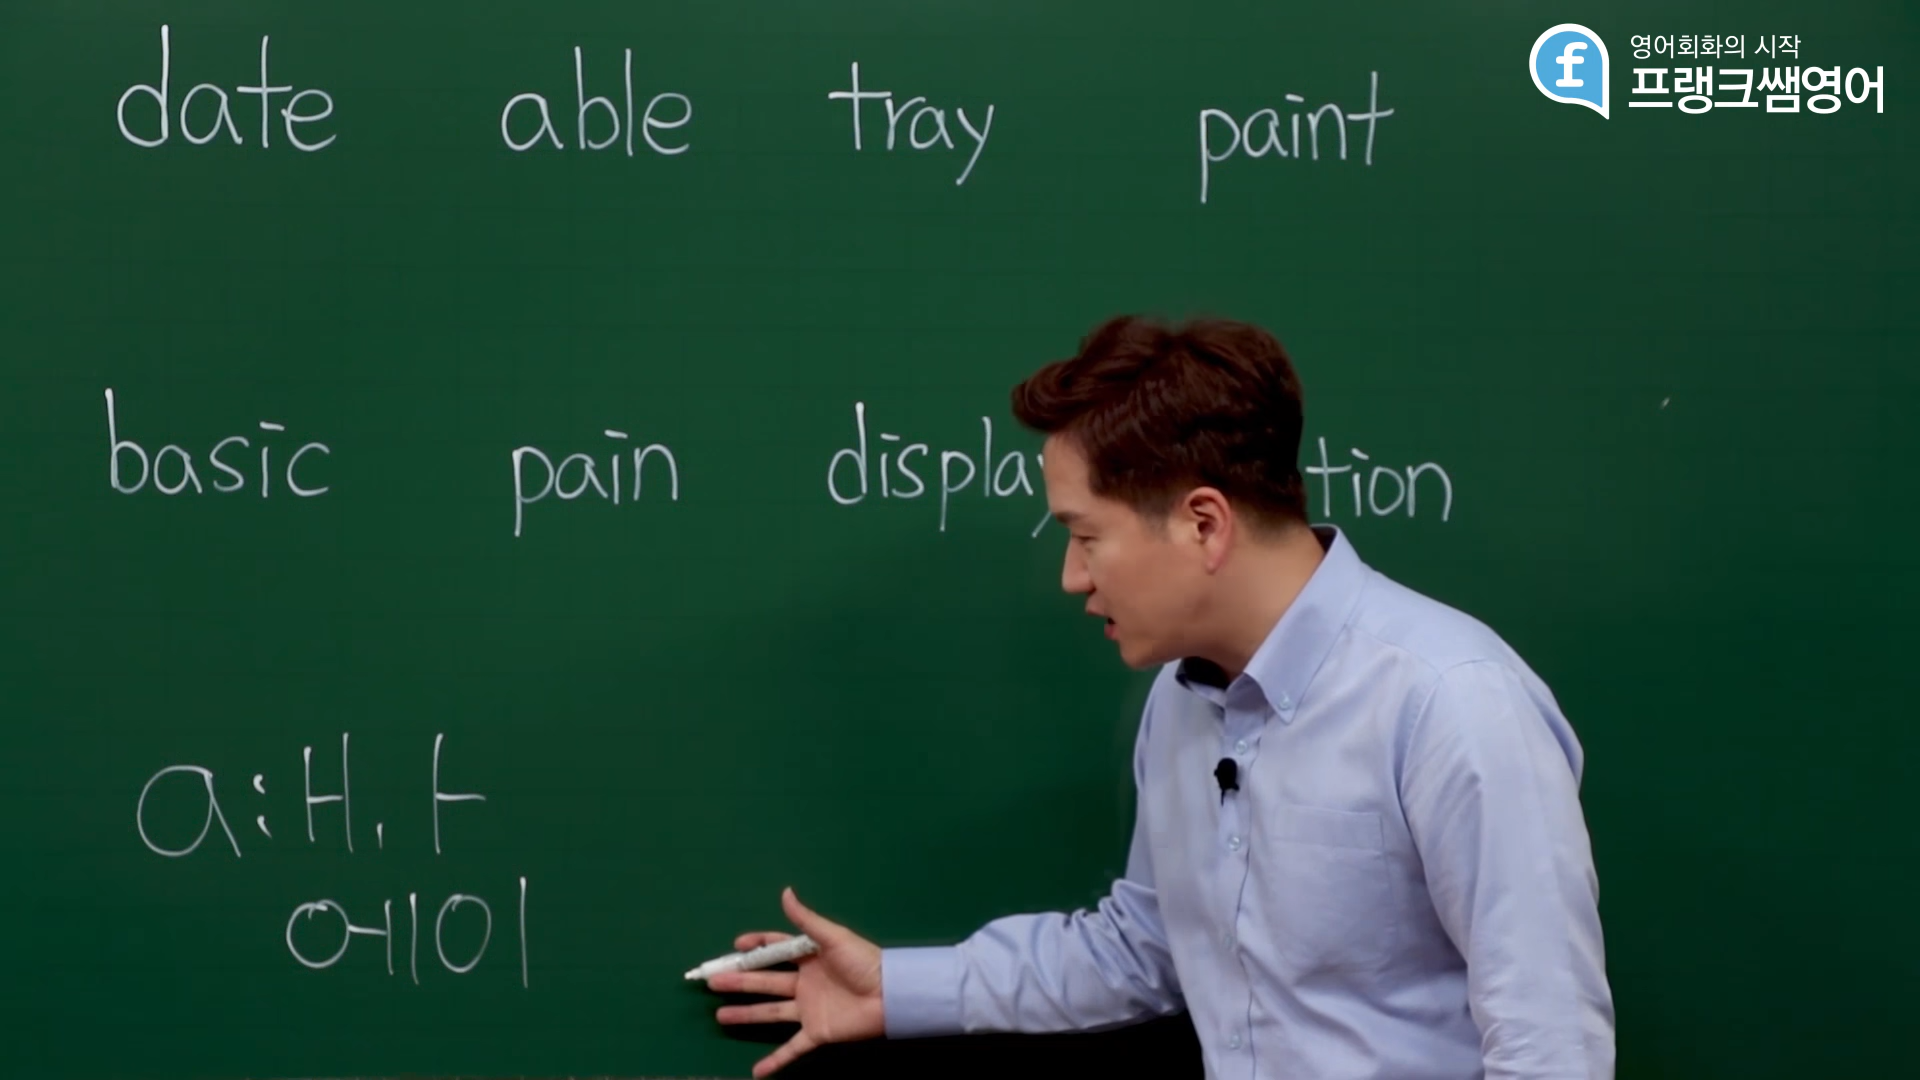 영어회화의 시작
프랭크쌤영어
date able tray paint
basic pain display tion
a : ㅐ, ㅏ
에이